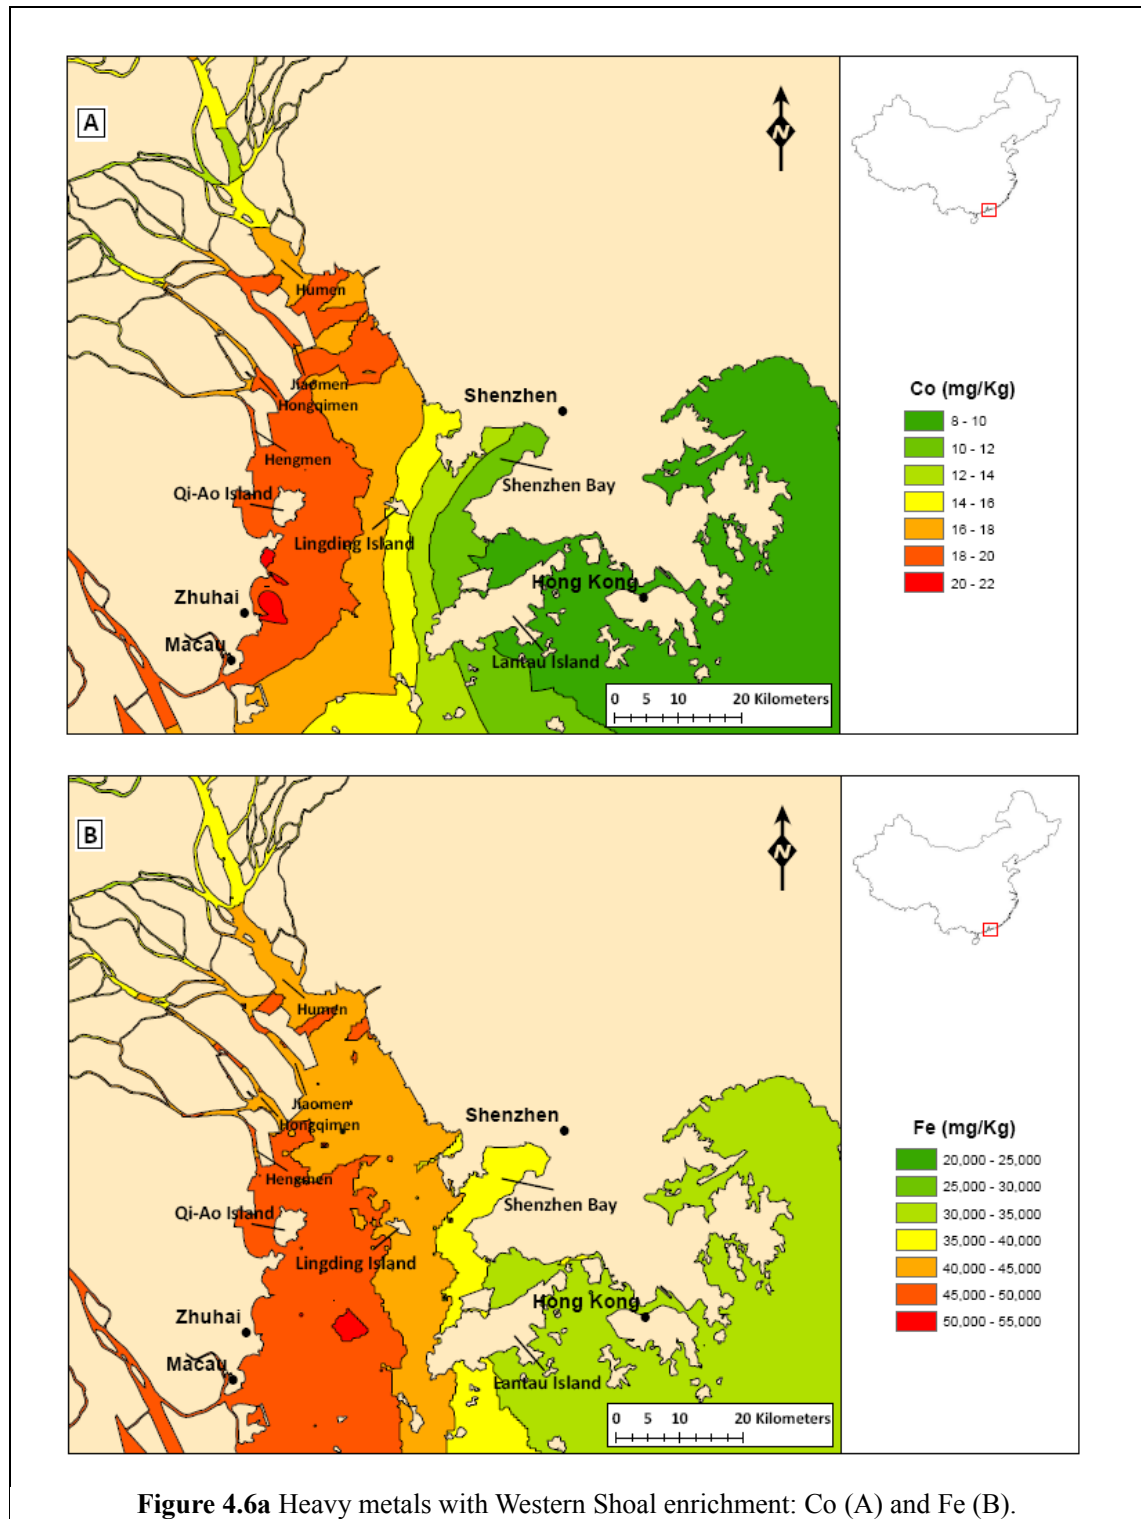 A
N
Humen
Jiaomen
Hongqimen
Hengmen
Qi-Ao Island
Lingding Island
Zhuhai
Macau
Shenzhen
Shenzhen Bay
Hong Kong
Lantau Island
0 5 10 20 Kilometers
Co (mg/Kg)
8 - 10
10 - 12
12 - 14
14 - 16
16 - 18
18 - 20
20 - 22
B
N
Humen
Jiaomen
Hongqimen
Hengmen
Qi-Ao Island
Lingding Island
Zhuhai
Macau
Shenzhen
Shenzhen Bay
Hong Kong
Lantau Island
0 5 10 20 Kilometers
Fe (mg/Kg)
20,000 - 25,000
25,000 - 30,000
30,000 - 35,000
35,000 - 40,000
40,000 - 45,000
45,000 - 50,000
50,000 - 55,000
Figure 4.6a Heavy metals with Western Shoal enrichment: Co (A) and Fe (B).